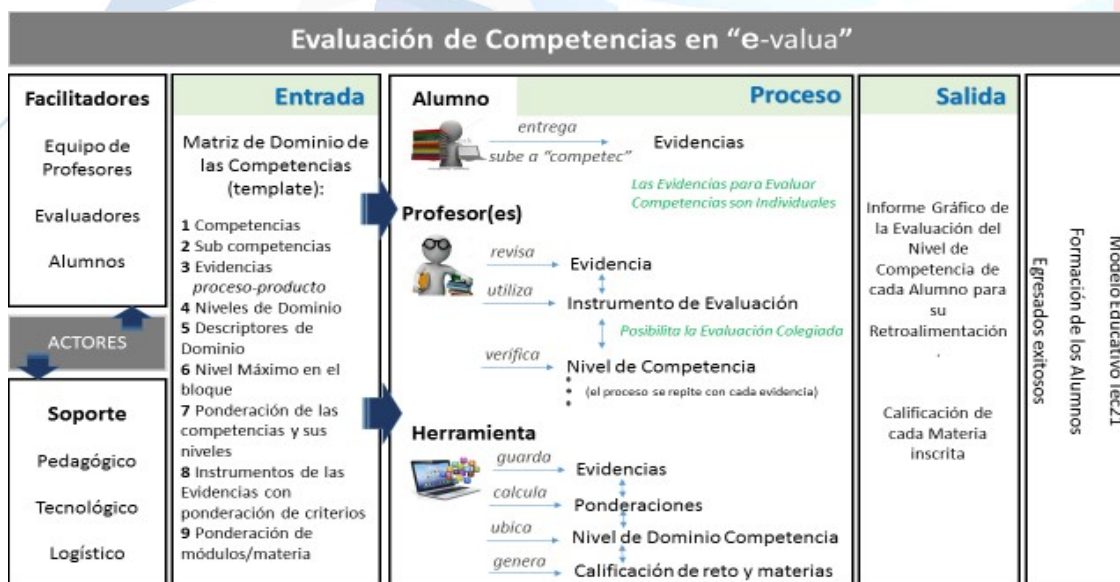 Evaluación de Competencias en “e-valua”
Facilitadores
Equipo de
Profesores
Evaluadores
Alumnos
ACTORES
Soporte
Pedagógico
Tecnológico
Logístico
Entrada
Matriz de Dominio de
las Competencias
(template):
1 Competencias
2 Sub competencias
3 Evidencias
proceso-producto
4 Niveles de Dominio
5 Descriptores de
Dominio
6 Nivel Máximo en el
bloque
7 Ponderación de las
competencias y sus
niveles
8 Instrumentos de las
Evidencias con
ponderación de criterios
9 Ponderación de
módulos/materia
Proceso
Alumno
entrega
sube a “competec”
Evidencias
Las Evidencias para Evaluar
Competencias son Individuales
Profesor(es)
revisa
Evidencia
utiliza
Instrumento de Evaluación
Posibilita la Evaluación Colegiada
verifica
Nivel de Competencia
(el proceso se repite con cada evidencia)
Herramienta
guarda
Evidencias
calcula
Ponderaciones
ubica
Nivel de Dominio Competencia
genera
Calificación de reto y materias
Salida
Informe Gráfico de
la Evaluación del
Nivel de
Competencia de
cada Alumno para
su
Retroalimentación
.
Calificación de
cada Materia
inscrita
Modelo Educativo Tec21
Formación de los Alumnos
Egresados exitosos